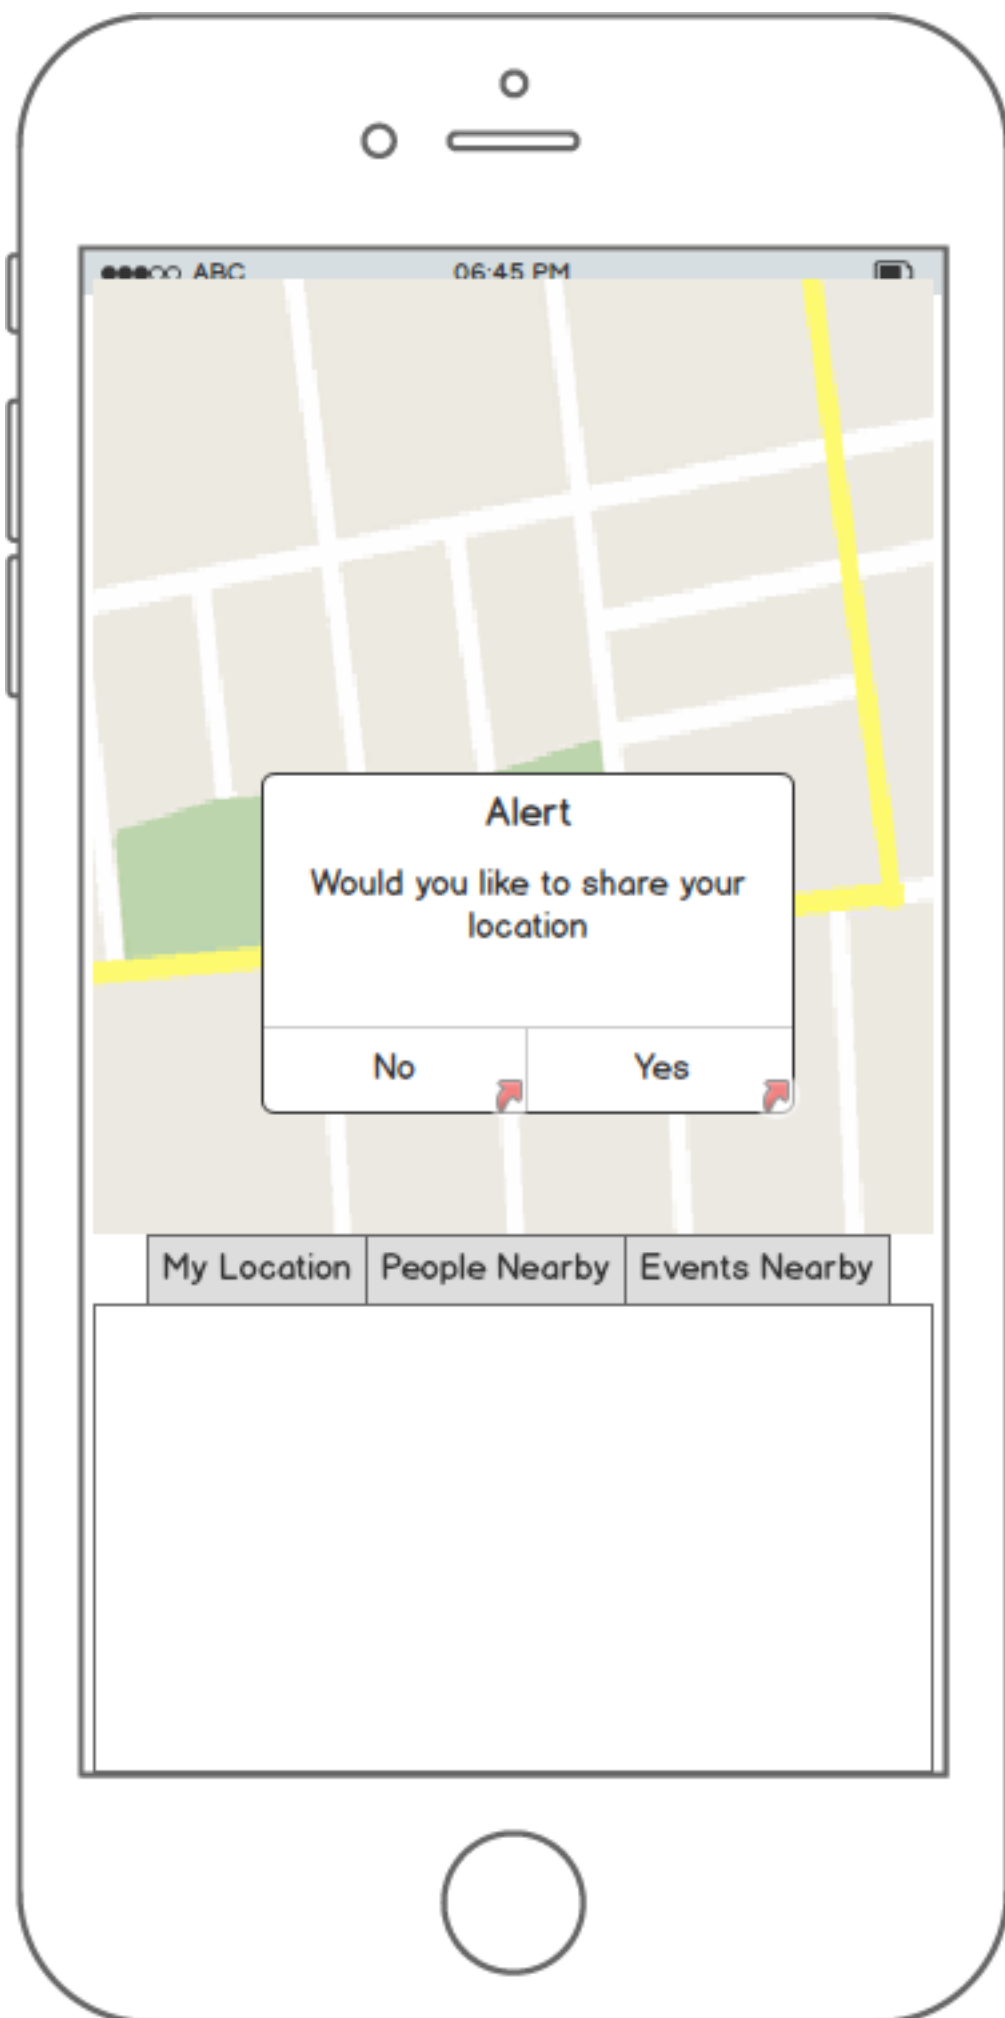 ABC 06:45 PM
Alert
Would you like to share your
location
No Yes
My Location People Nearby Events Nearby